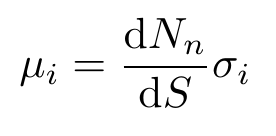 μ_i = \frac{dN_n}{dS} σ_i